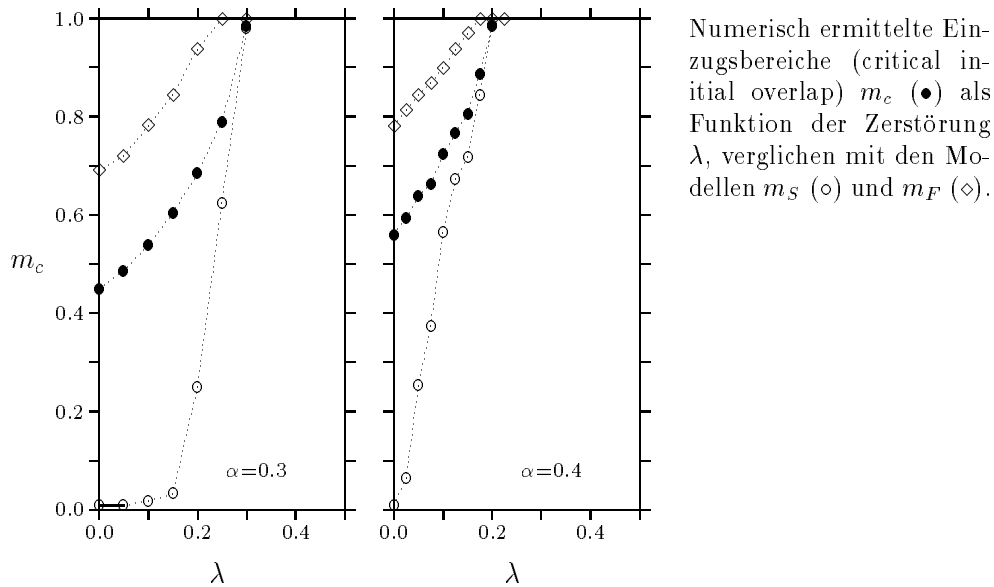 1.0
0.8
0.6
m_c
0.4
0.2
0.0
α=0.3
0.0 0.2 0.4
λ
α=0.4
0.0 0.2 0.4
λ
Numerisch ermittelte Ein-
zugsbereiche (critical in-
itial overlap) m_c (●) als
Funktion der Zerstörung
λ, verglichen mit den Mo-
dellen m_S (○) und m_F (◇).